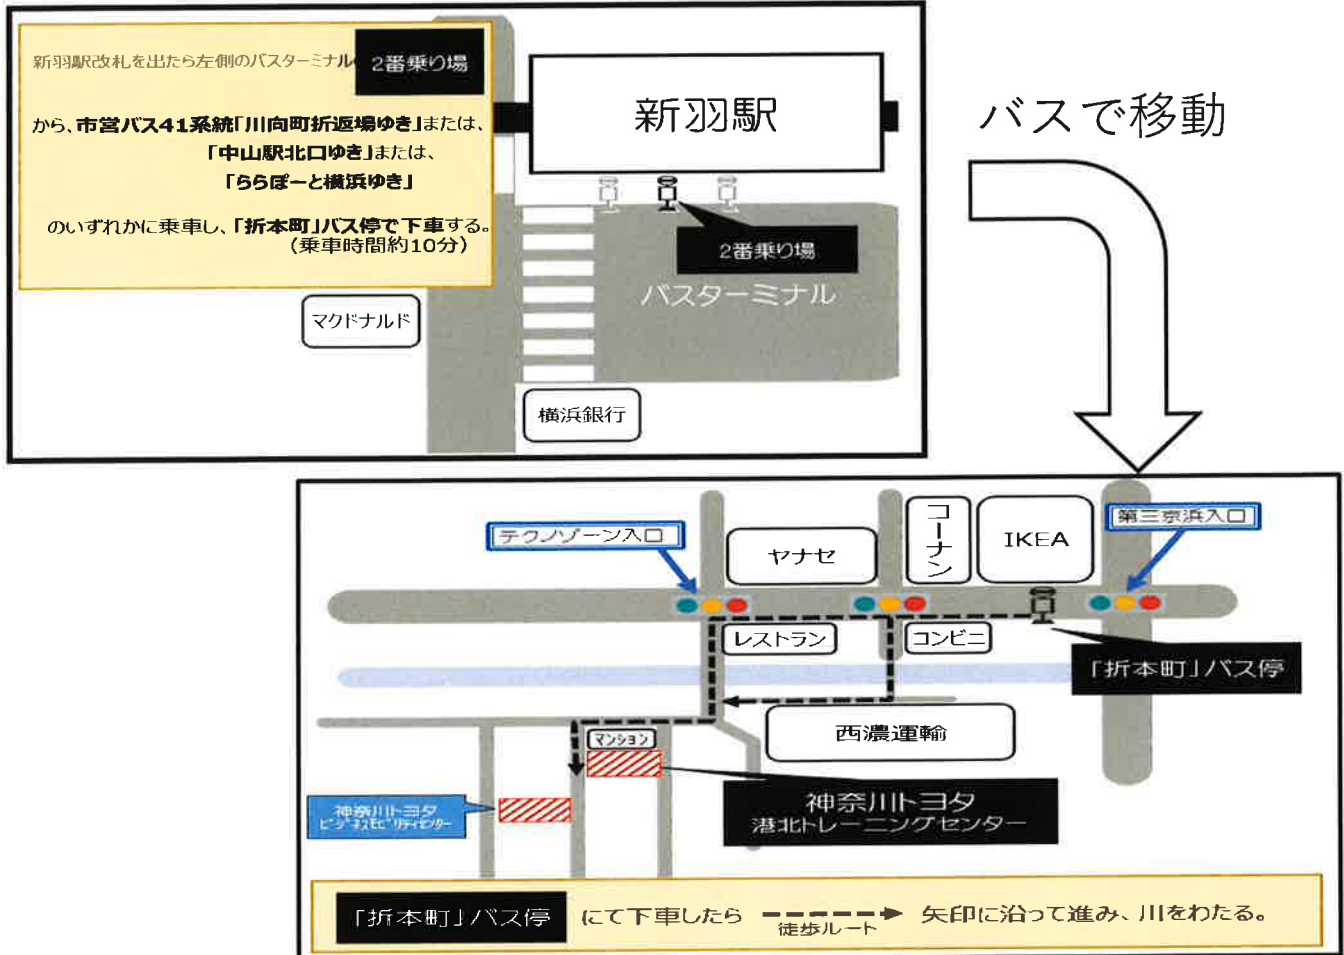 新羽駅改札を出たら左側のバスターミナル
2番乗り場
から、市営バス41系統「川向町折返場ゆき」または、
「中山駅北口ゆき」または、
「ららぽーと横浜ゆき」
のいずれかに乗車し、「折本町」バス停で下車する。
(乗車時間約10分)
新羽駅
2番乗り場
バスターミナル
マクドナルド
横浜銀行
バスで移動
テクノゾーン入口
ヤナセ
コーナン
IKEA
第三京浜入口
レストラン
コンビニ
「折本町」バス停
西濃運輸
マンション
神奈川トヨタ
港北トレーニングセンター
神奈川トヨタ
ビジネスモビリティセンター
「折本町」バス停 にて下車したら 徒歩ルート 矢印に沿って進み、川をわたる。